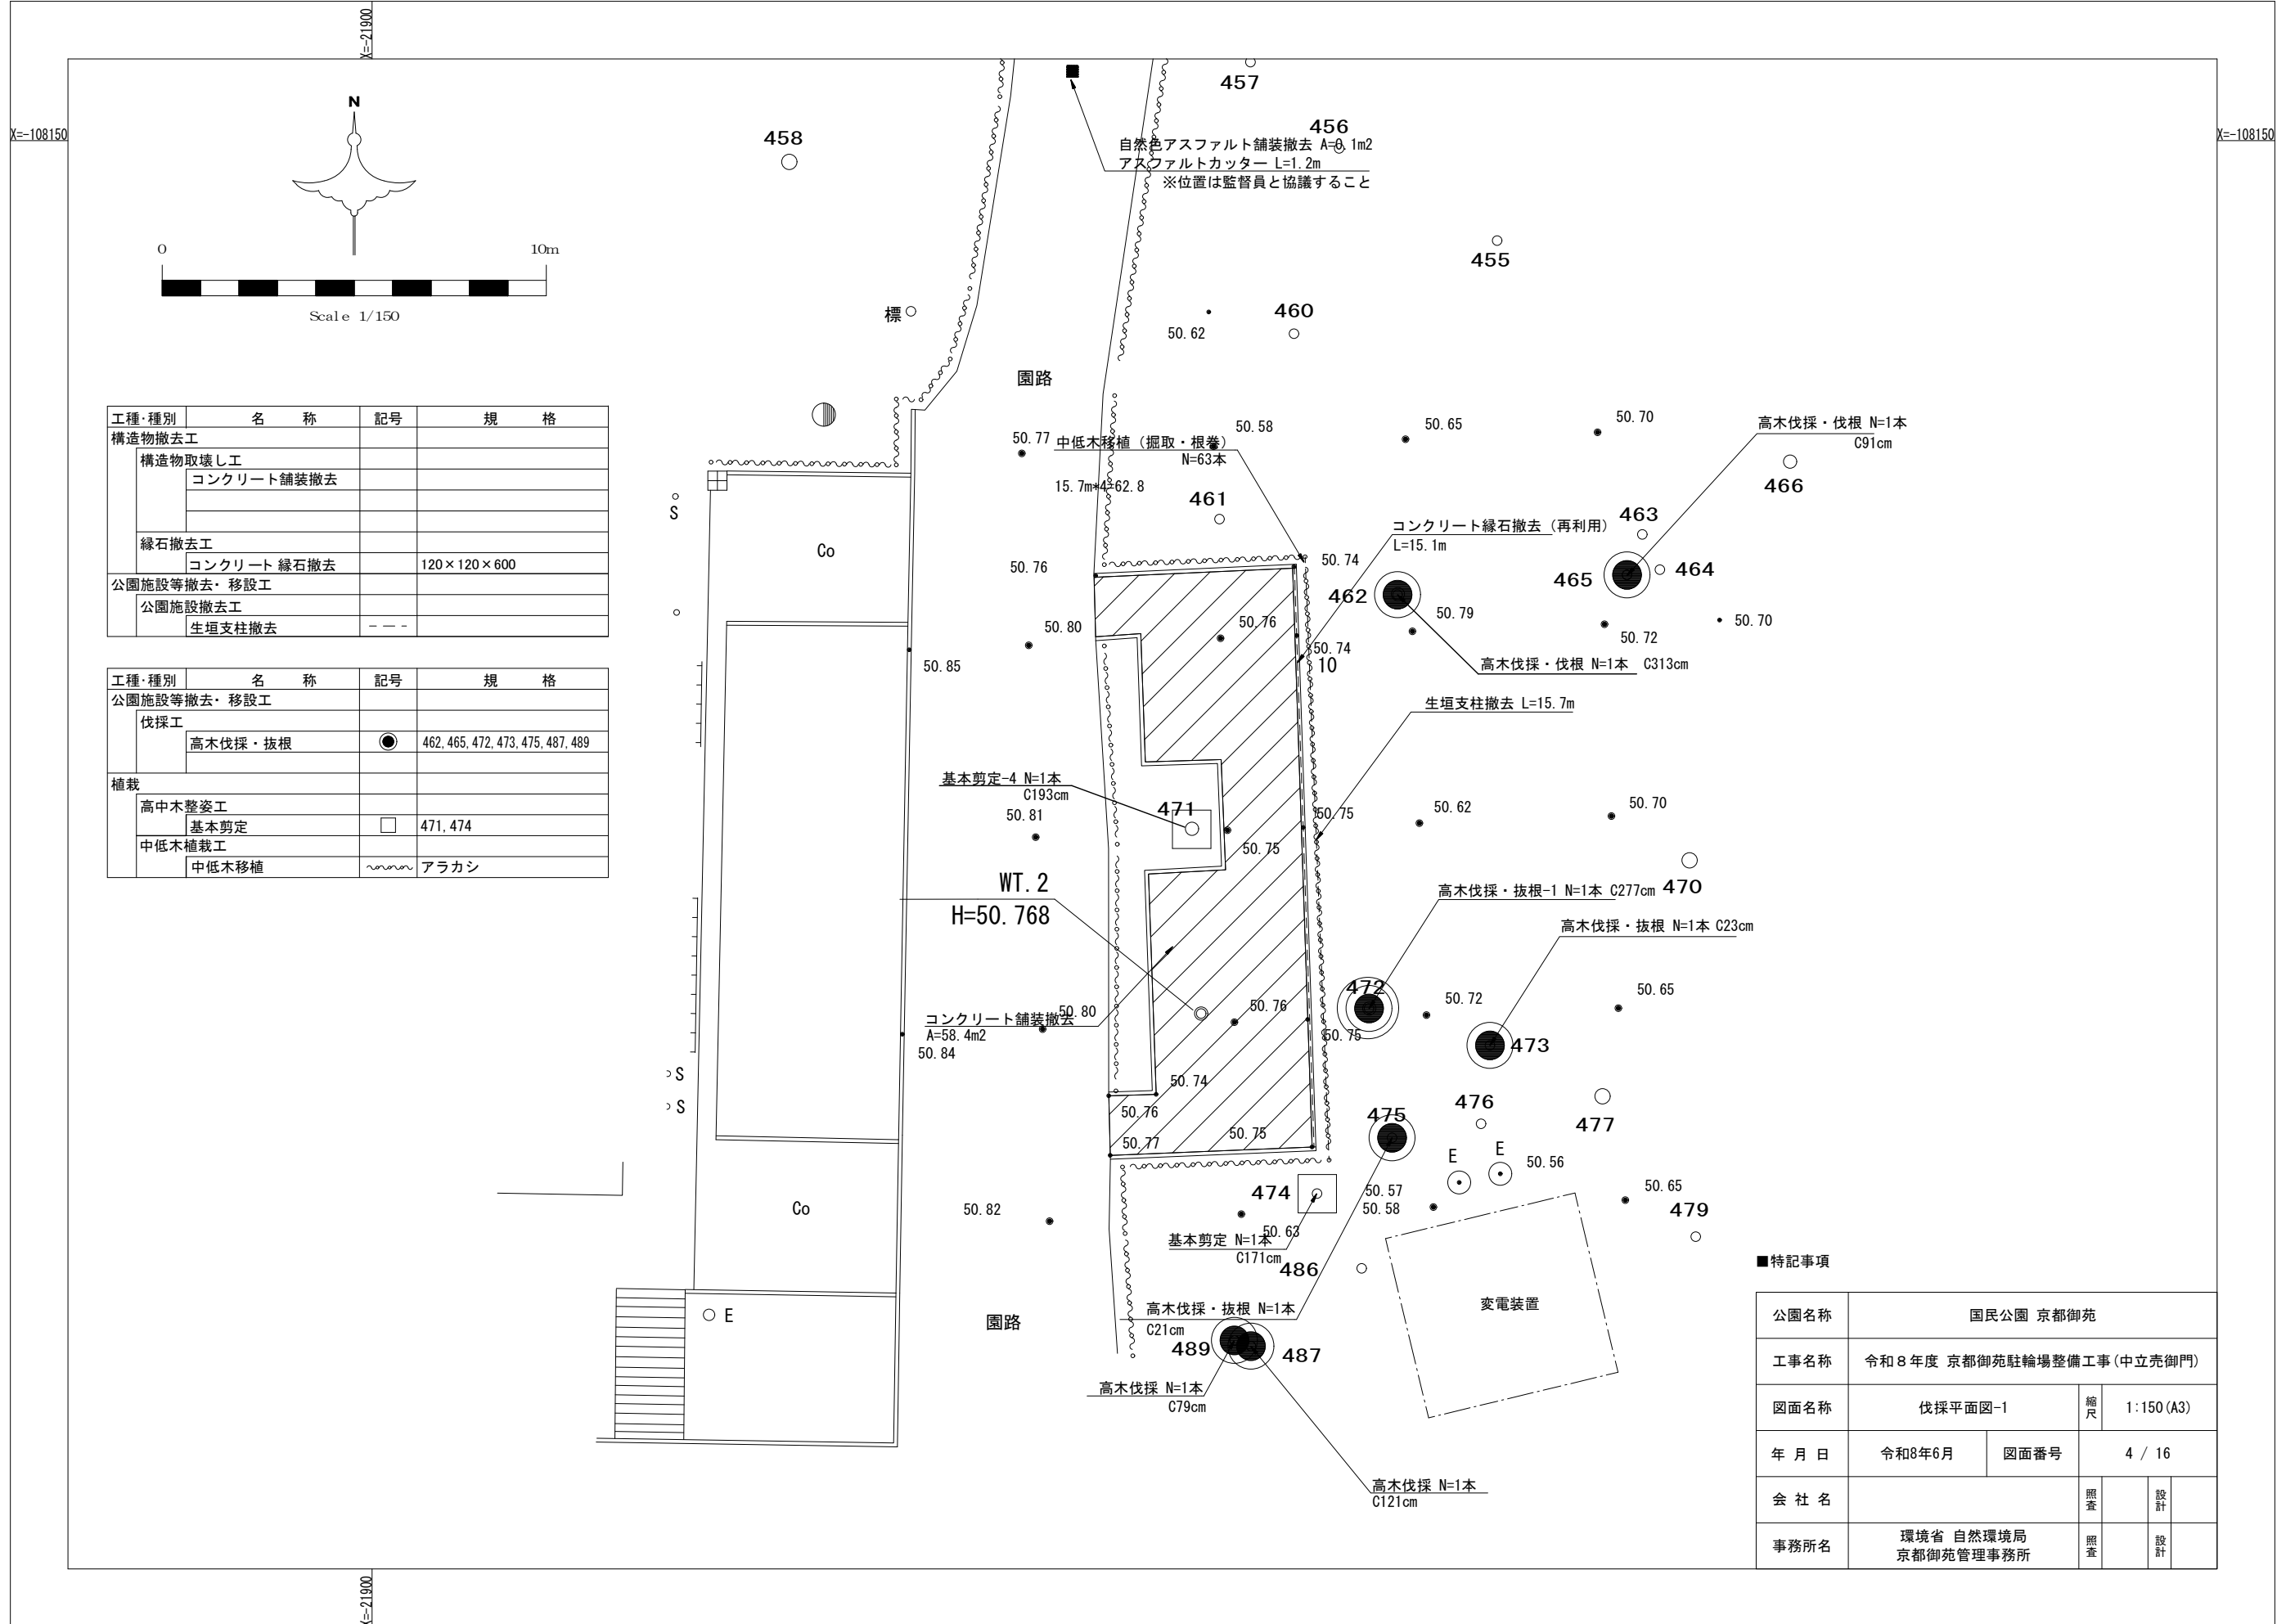 X=-21900
X=-108150
X=-108150
N
0
10m
Scale 1/150
458
457
456
自然色アスファルト舗装撤去 A=0.1m2
アスファルトカッター L=1.2m
※位置は監督員と協議すること
455
標
50.62
460
園路
工種・種別 名 称 記号 規 格
構造物撤去工
構造物取壊し工
コンクリート舗装撤去
縁石撤去工
コンクリート縁石撤去 120×120×600
公園施設等撤去・移設工
公園施設撤去工
生垣支柱撤去
工種・種別 名 称 記号 規 格
公園施設等撤去・移設工
伐採工
高木伐採・抜根 462,465,472,473,475,487,489
植栽
高中木整姿工
基本剪定 471,474
中低木植栽工
中低木移植 アラカシ
50.77
中低木移植（掘取・根巻）
N=63本
15.7m*4=62.8
50.58
50.65
50.70
高木伐採・伐根 N=1本
C91cm
466
461
463
コンクリート縁石撤去（再利用）
L=15.1m
S
Co
50.76
50.74
465
464
462
50.80
50.76
50.79
50.72
50.70
50.85
50.74
10
高木伐採・伐根 N=1本 C313cm
生垣支柱撤去 L=15.7m
基本剪定-4 N=1本
C193cm
471
50.81
50.75
50.62
50.70
50.75
WT.2
H=50.768
高木伐採・抜根-1 N=1本 C277cm
470
高木伐採・抜根 N=1本 C23cm
472
50.72
50.65
50.80
50.76
コンクリート舗装撤去
A=58.4m2
50.75
50.84
473
S
50.74
S
50.76
475
476
477
50.77
50.75
E
E
50.56
474
50.57
50.58
50.65
479
Co
50.82
50.63
基本剪定 N=1本
C171cm
486
変電装置
E
園路
高木伐採・抜根 N=1本
C21cm
489
487
高木伐採 N=1本
C79cm
高木伐採 N=1本
C121cm
■特記事項
公園名称 国民公園 京都御苑
工事名称 令和８年度 京都御苑駐輪場整備工事(中立売御門)
図面名称 伐採平面図-1 縮尺 1:150(A3)
年 月 日 令和8年6月 図面番号 4 / 16
会 社 名 照査 設計
事務所名 環境省 自然環境局
京都御苑管理事務所 照査 設計
X=-21900